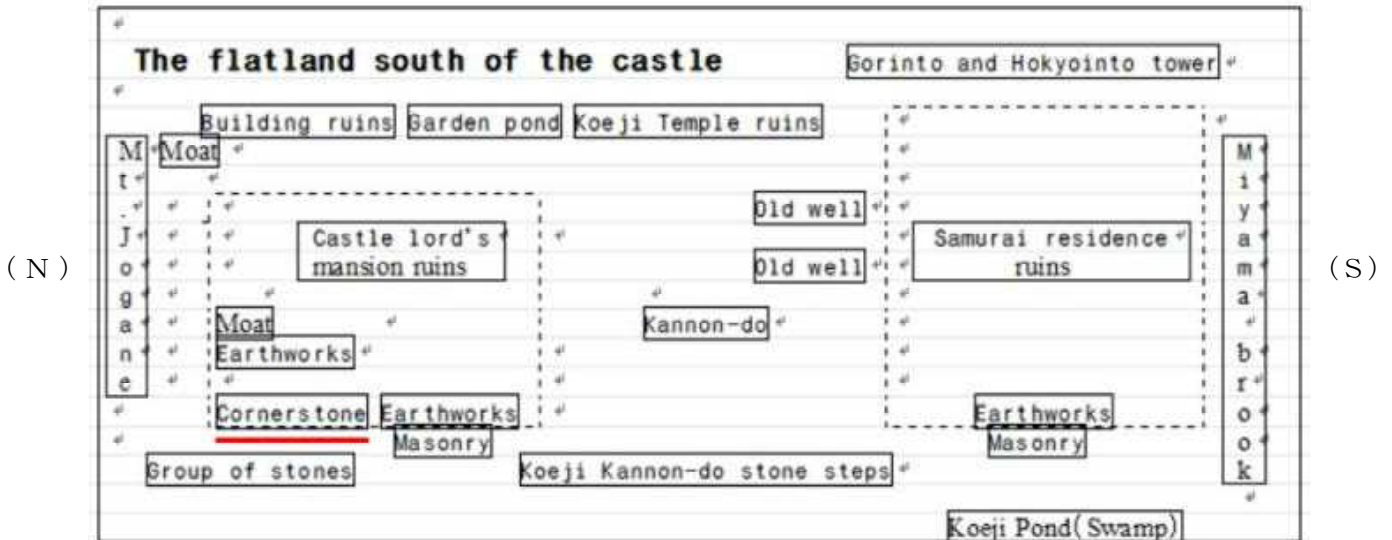 The flatland south of the castle
Gorinto and Hokyointo tower
Building ruins Garden pond Koeji Temple ruins
Mt.Jogane
Moat
Miyama brook
Old well
Castle lord's
mansion ruins
Samurai residence
ruins
(N)
Old well
(S)
Moat
Kannon-do
Earthworks
Cornerstone Earthworks
Masonry
Earthworks
Masonry
Group of stones
Koeji Kannon-do stone steps
Koeji Pond(Swamp)